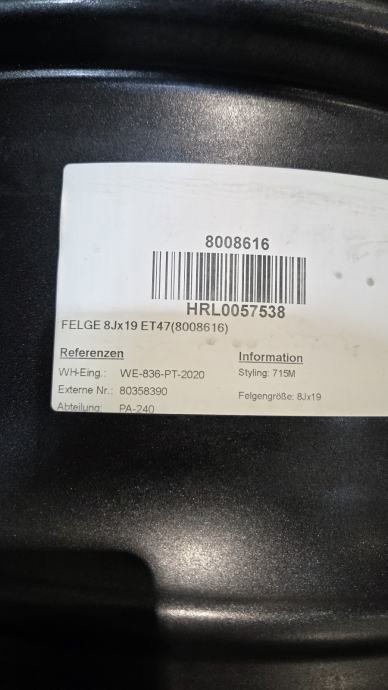 8008616
HRL0057538
FELGE 8Jx19 ET47(8008616)
Referenzen
WH-Eing.: WE-836-PT-2020
Externe Nr.: 80358390
Abteilung: PA-240
Information
Styling: 715M
Felgengröße: 8Jx19